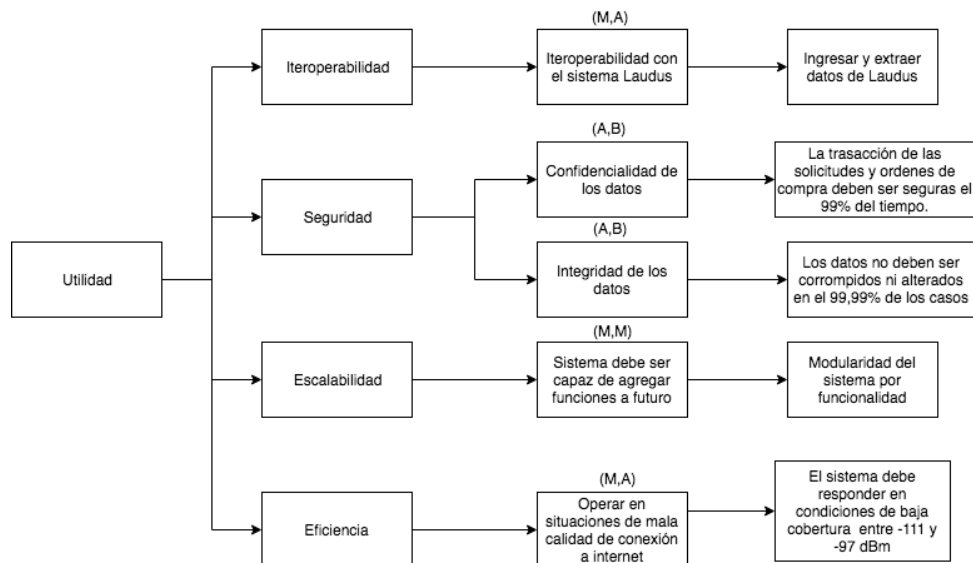 (M,A)
Iteroperabilidad
Iteroperabilidad con
el sistema Laudus
Ingresar y extraer
datos de Laudus
(A,B)
Confidencialidad de
los datos
La trasacción de las
solicitudes y ordenes de
compra deben ser seguras el
99% del tiempo.
Seguridad
(A,B)
Integridad de los
datos
Los datos no deben ser
corrompidos ni alterados
en el 99,99% de los casos
Utilidad
(M,M)
Escalabilidad
Sistema debe ser
capaz de agregar
funciones a futuro
Modularidad del
sistema por
funcionalidad
(M,A)
Eficiencia
Operar en
situaciones de mala
calidad de conexión
a internet
El sistema debe
responder en
condiciones de baja
cobertura entre -111 y
-97 dBm